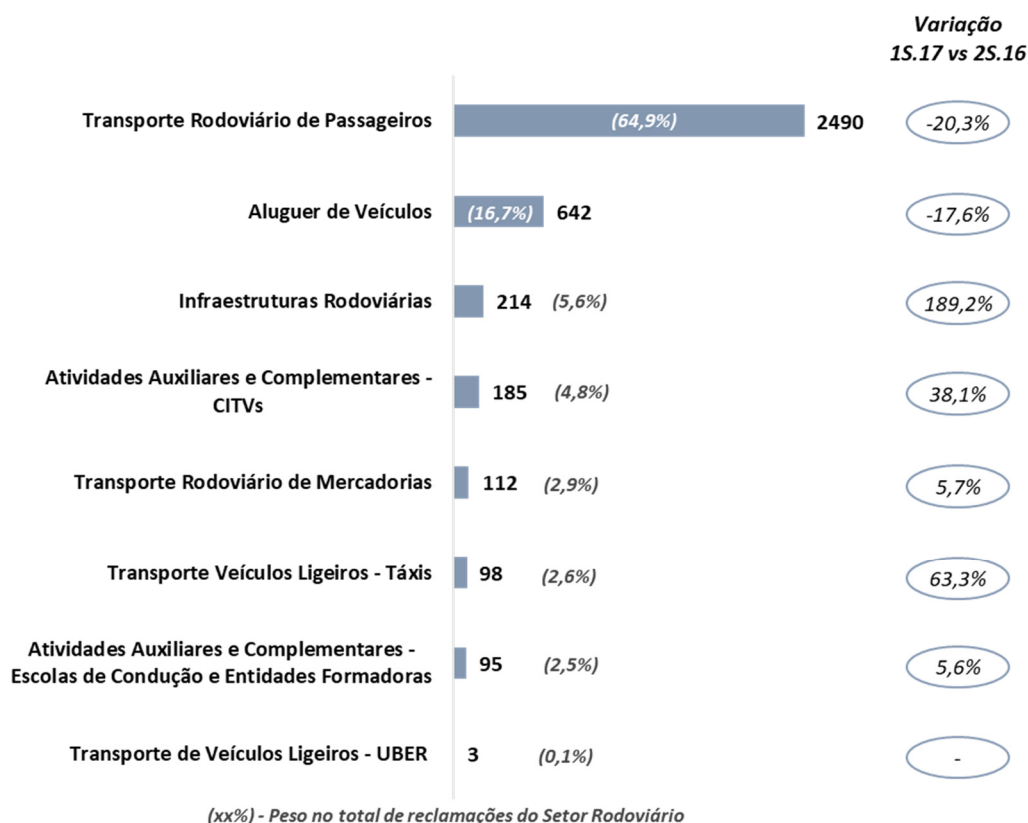 Variação
1S.17 vs 2S.16
Transporte Rodoviário de Passageiros (64,9%) 2490 -20,3%
Aluguer de Veículos (16,7%) 642 -17,6%
Infraestruturas Rodoviárias 214 (5,6%) 189,2%
Atividades Auxiliares e Complementares -
CITVs 185 (4,8%) 38,1%
Transporte Rodoviário de Mercadorias 112 (2,9%) 5,7%
Transporte Veículos Ligeiros - Táxis 98 (2,6%) 63,3%
Atividades Auxiliares e Complementares -
Escolas de Condução e Entidades Formadoras 95 (2,5%) 5,6%
Transporte de Veículos Ligeiros - UBER 3 (0,1%) -
(xx%) - Peso no total de reclamações do Setor Rodoviário